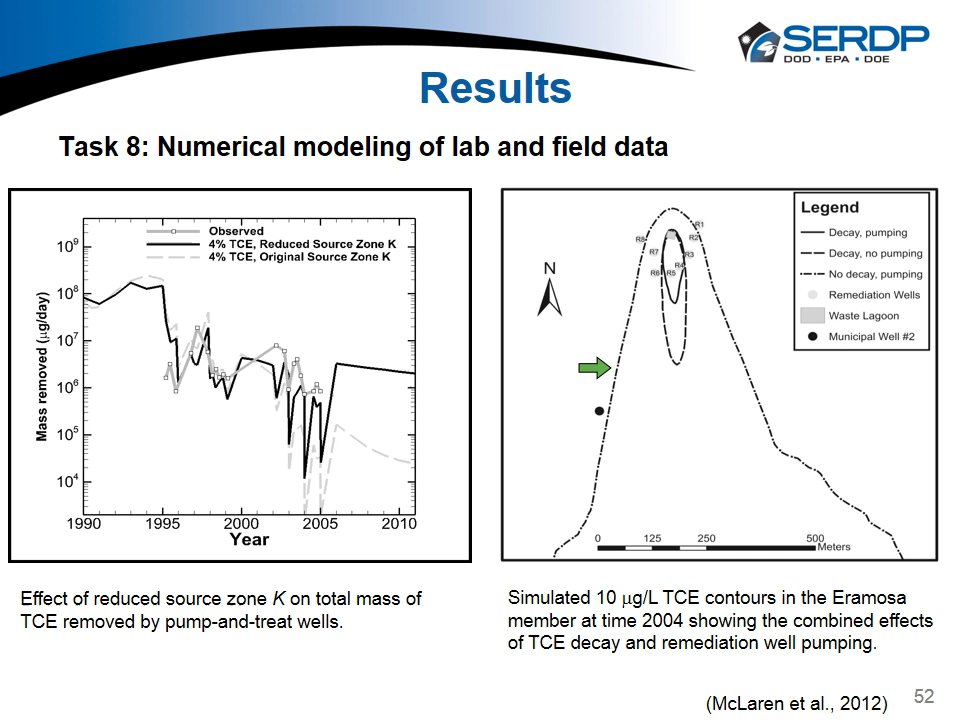 SERDP
DOD • EPA • DOE
Results
Task 8: Numerical modeling of lab and field data
Observed
4% TCE, Reduced Source Zone K
4% TCE, Original Source Zone K
Mass removed (µg/day)
10⁹
10⁸
10⁷
10⁶
10⁵
10⁴
1990 1995 2000 2005 2010
Year
Legend
Decay, pumping
Decay, no pumping
No decay, pumping
Remediation Wells
Waste Lagoon
Municipal Well #2
N
R1
R8 R2
R7 R3
R4
R6 R5
0 125 250 500
Meters
Effect of reduced source zone K on total mass of
TCE removed by pump-and-treat wells.
Simulated 10 µg/L TCE contours in the Eramosa
member at time 2004 showing the combined effects
of TCE decay and remediation well pumping.
(McLaren et al., 2012)
52